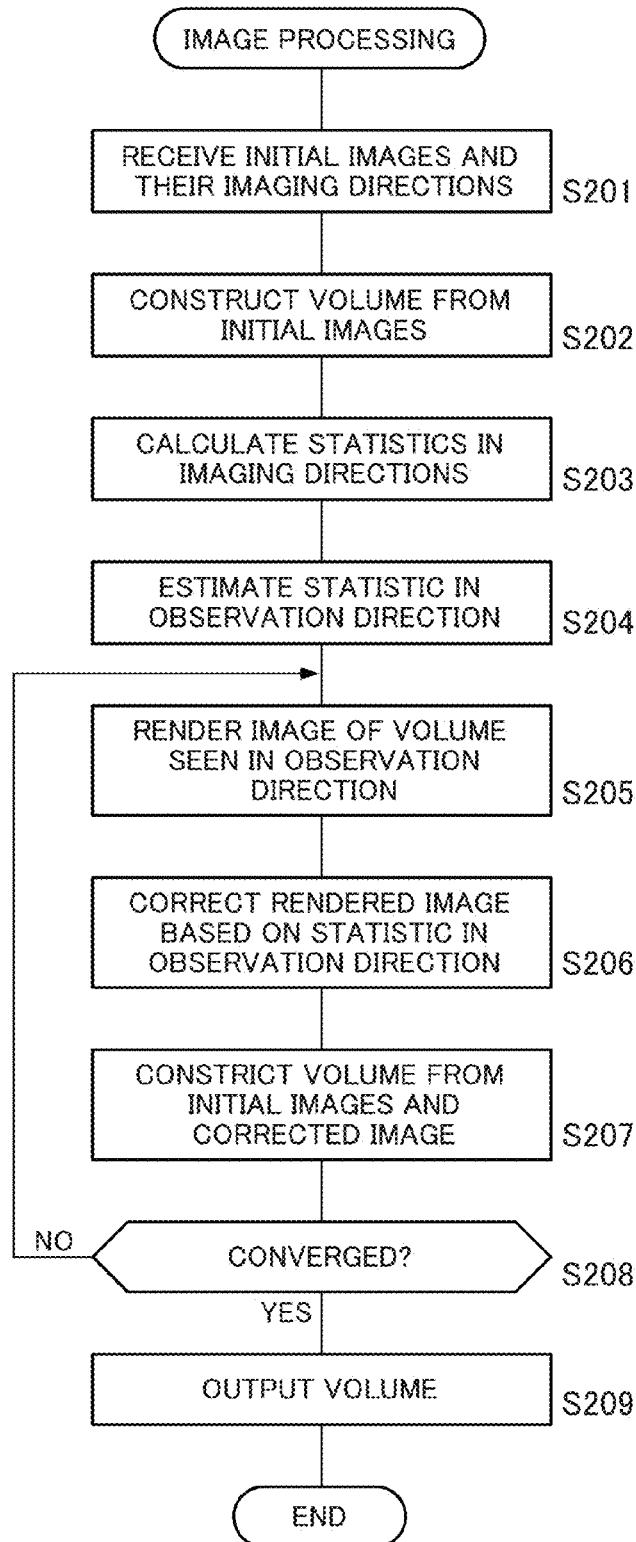 IMAGE PROCESSING
RECEIVE INITIAL IMAGES AND
THEIR IMAGING DIRECTIONS
S201
CONSTRUCT VOLUME FROM
INITIAL IMAGES
S202
CALCULATE STATISTICS IN
IMAGING DIRECTIONS
S203
ESTIMATE STATISTIC IN
OBSERVATION DIRECTION
S204
RENDER IMAGE OF VOLUME
SEEN IN OBSERVATION
DIRECTION
S205
CORRECT RENDERED IMAGE
BASED ON STATISTIC IN
OBSERVATION DIRECTION
S206
CONSTRICT VOLUME FROM
INITIAL IMAGES AND
CORRECTED IMAGE
S207
NO
CONVERGED?
S208
YES
OUTPUT VOLUME
S209
END